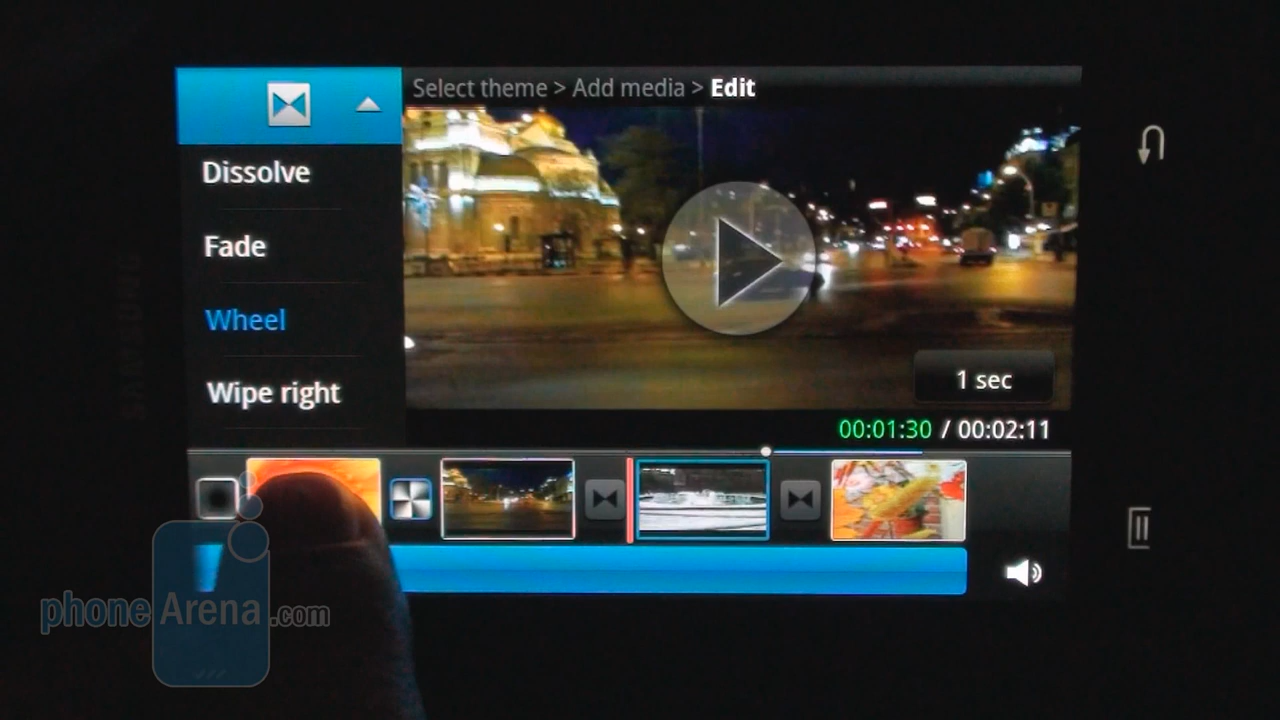 Select theme > Add media > Edit
Dissolve
Fade
Wheel
Wipe right
1 sec
00:01:30 / 00:02:11
SAMSUNG
phoneArena.com